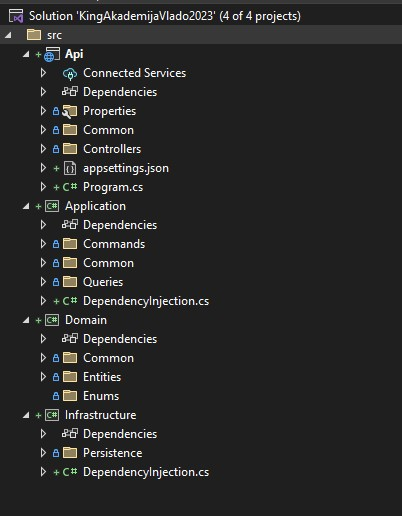 Solution 'KingAkademijaVlado2023' (4 of 4 projects)
src
Api
Connected Services
Dependencies
Properties
Common
Controllers
appsettings.json
Program.cs
Application
Dependencies
Commands
Common
Queries
DependencyInjection.cs
Domain
Dependencies
Common
Entities
Enums
Infrastructure
Dependencies
Persistence
DependencyInjection.cs